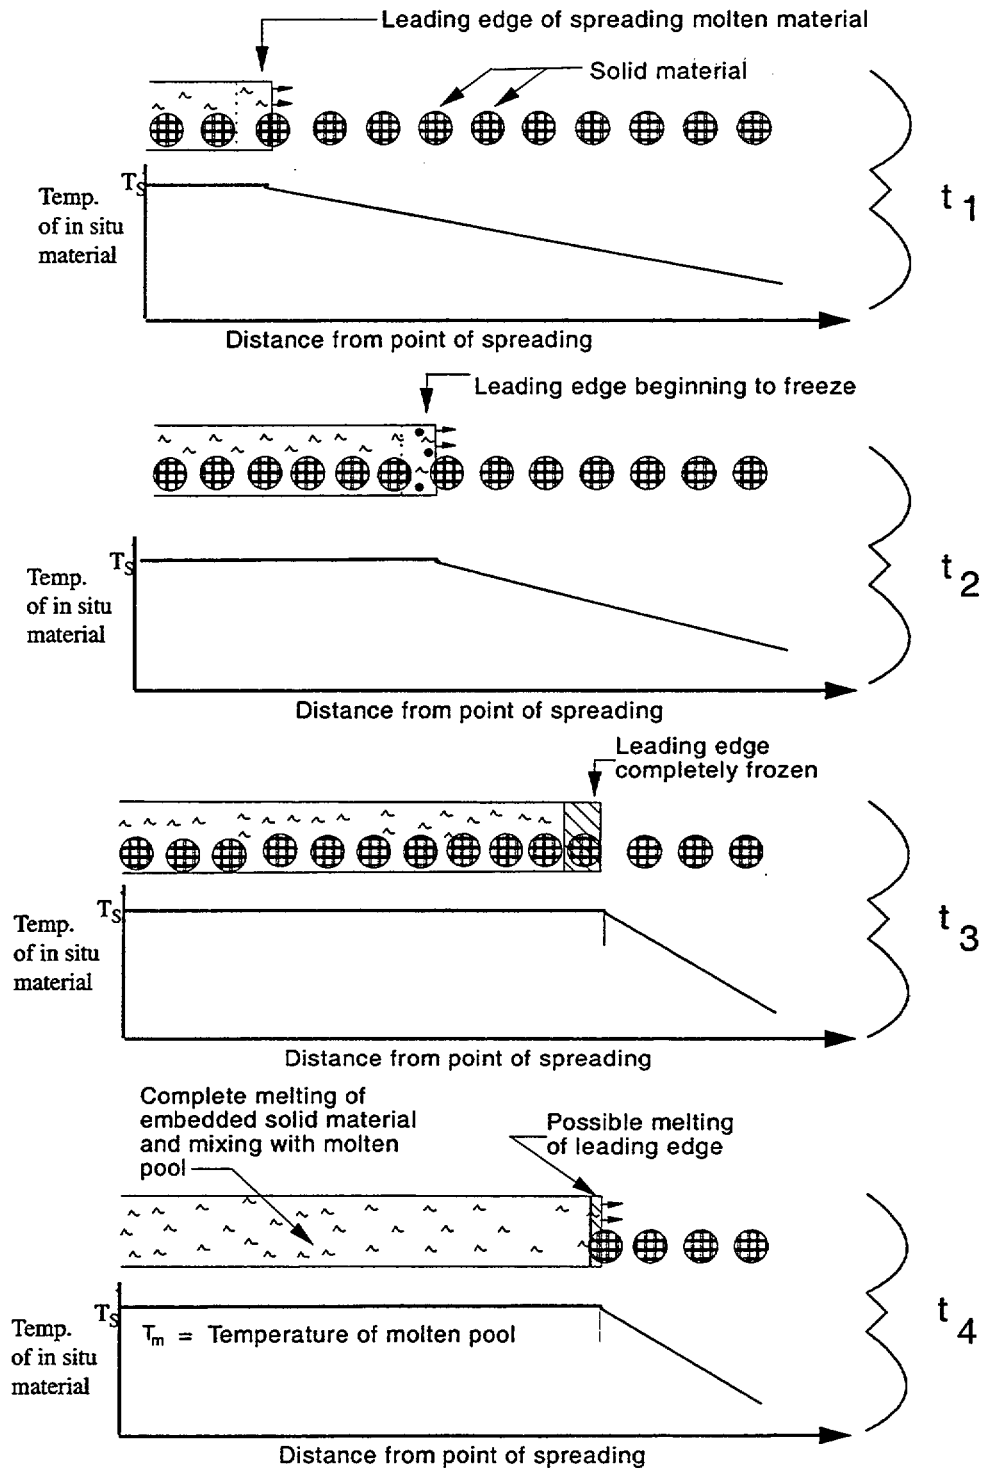 Leading edge of spreading molten material
Solid material
T_S
Temp.
of in situ
material
t_1
Distance from point of spreading
Leading edge beginning to freeze
T_S
Temp.
of in situ
material
t_2
Distance from point of spreading
Leading edge
completely frozen
T_S
Temp.
of in situ
material
t_3
Distance from point of spreading
Complete melting of
embedded solid material
and mixing with molten
pool
Possible melting
of leading edge
T_S
Temp.
of in situ
material
T_m = Temperature of molten pool
t_4
Distance from point of spreading